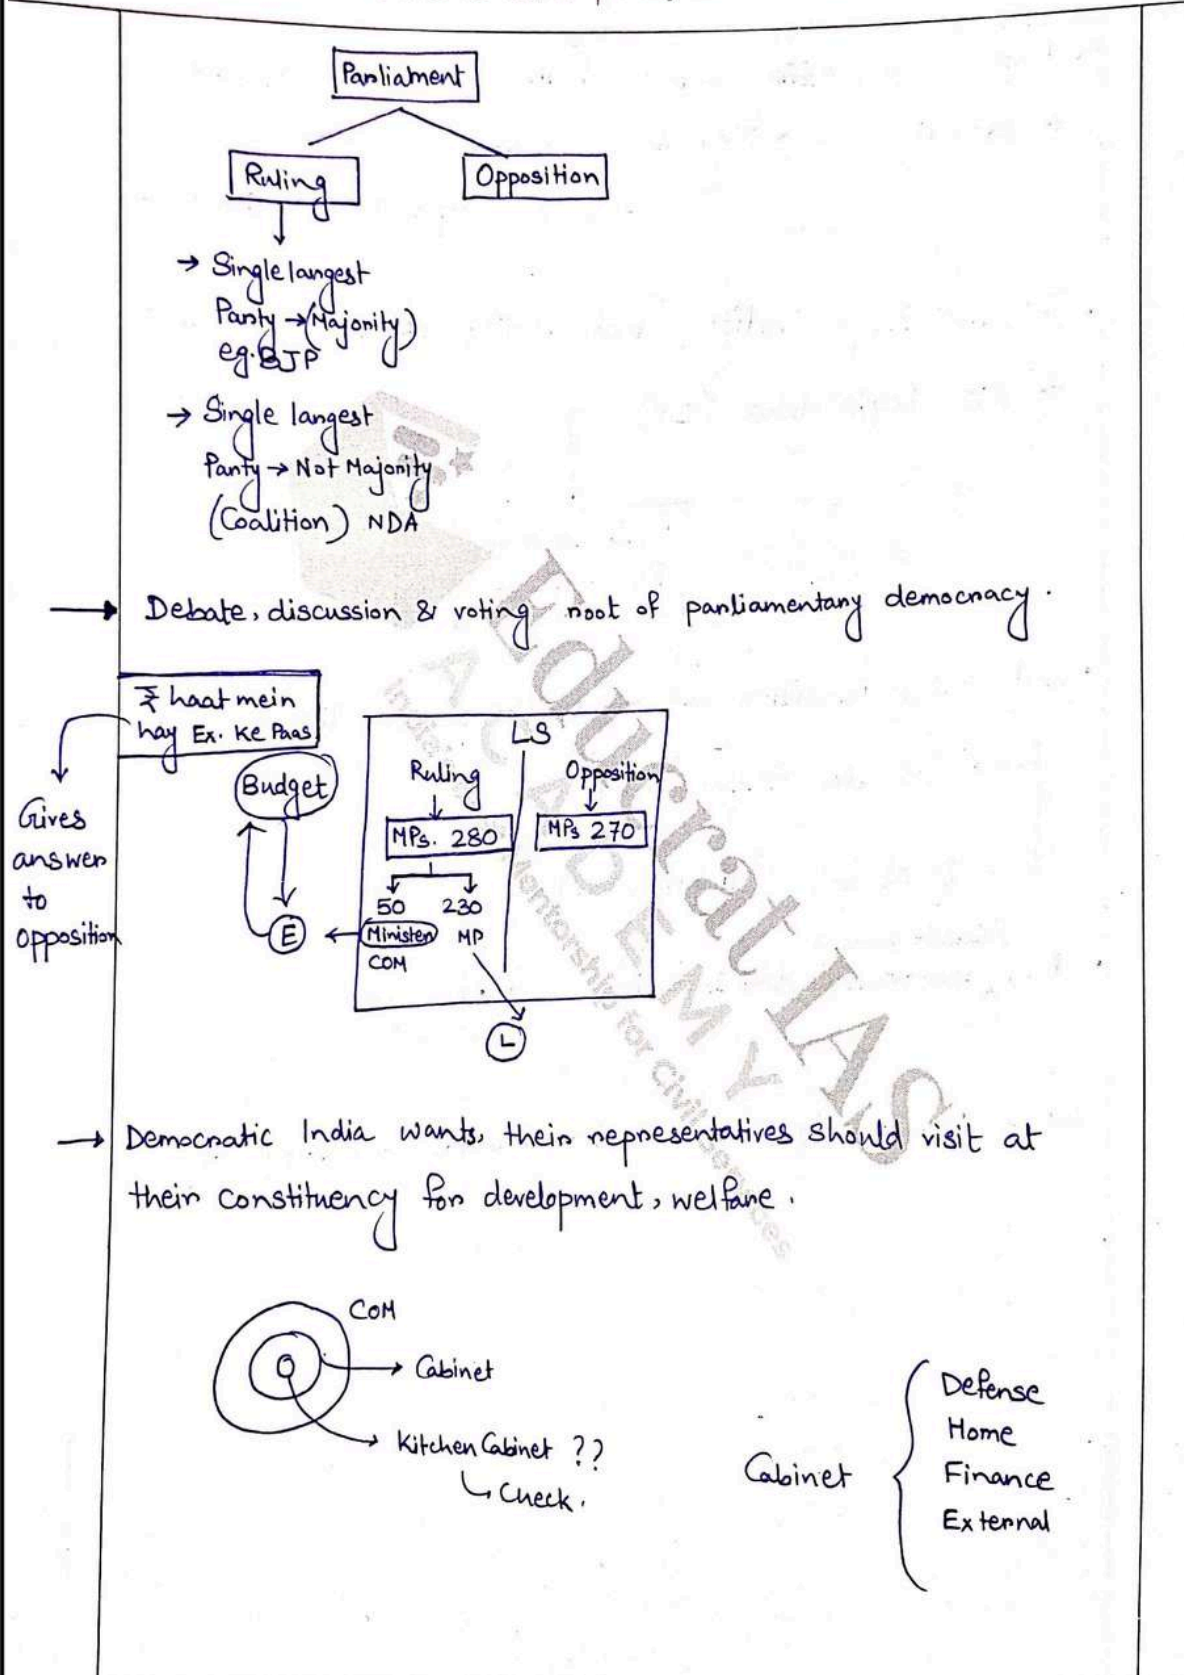 Parliament
Ruling
Opposition
→ Single largest
Party → (Majority)
eg. BJP
→ Single largest
Party → Not Majority
(Coalition) NDA
→ Debate, discussion & voting root of parliamentary democracy.
₹ haat mein
hay Ex. ke Paas
Gives
answer
to
opposition
Budget
E
LS
Ruling
Opposition
MPs. 280
MPs 270
50 230
Minister MP
COM
L
→ Democratic India wants, their representatives should visit at
their constituency for development, welfare.
COM
Cabinet
Kitchen Cabinet ??
Check.
Cabinet
Defense
Home
Finance
External
Educrat IAS
ACADEMY